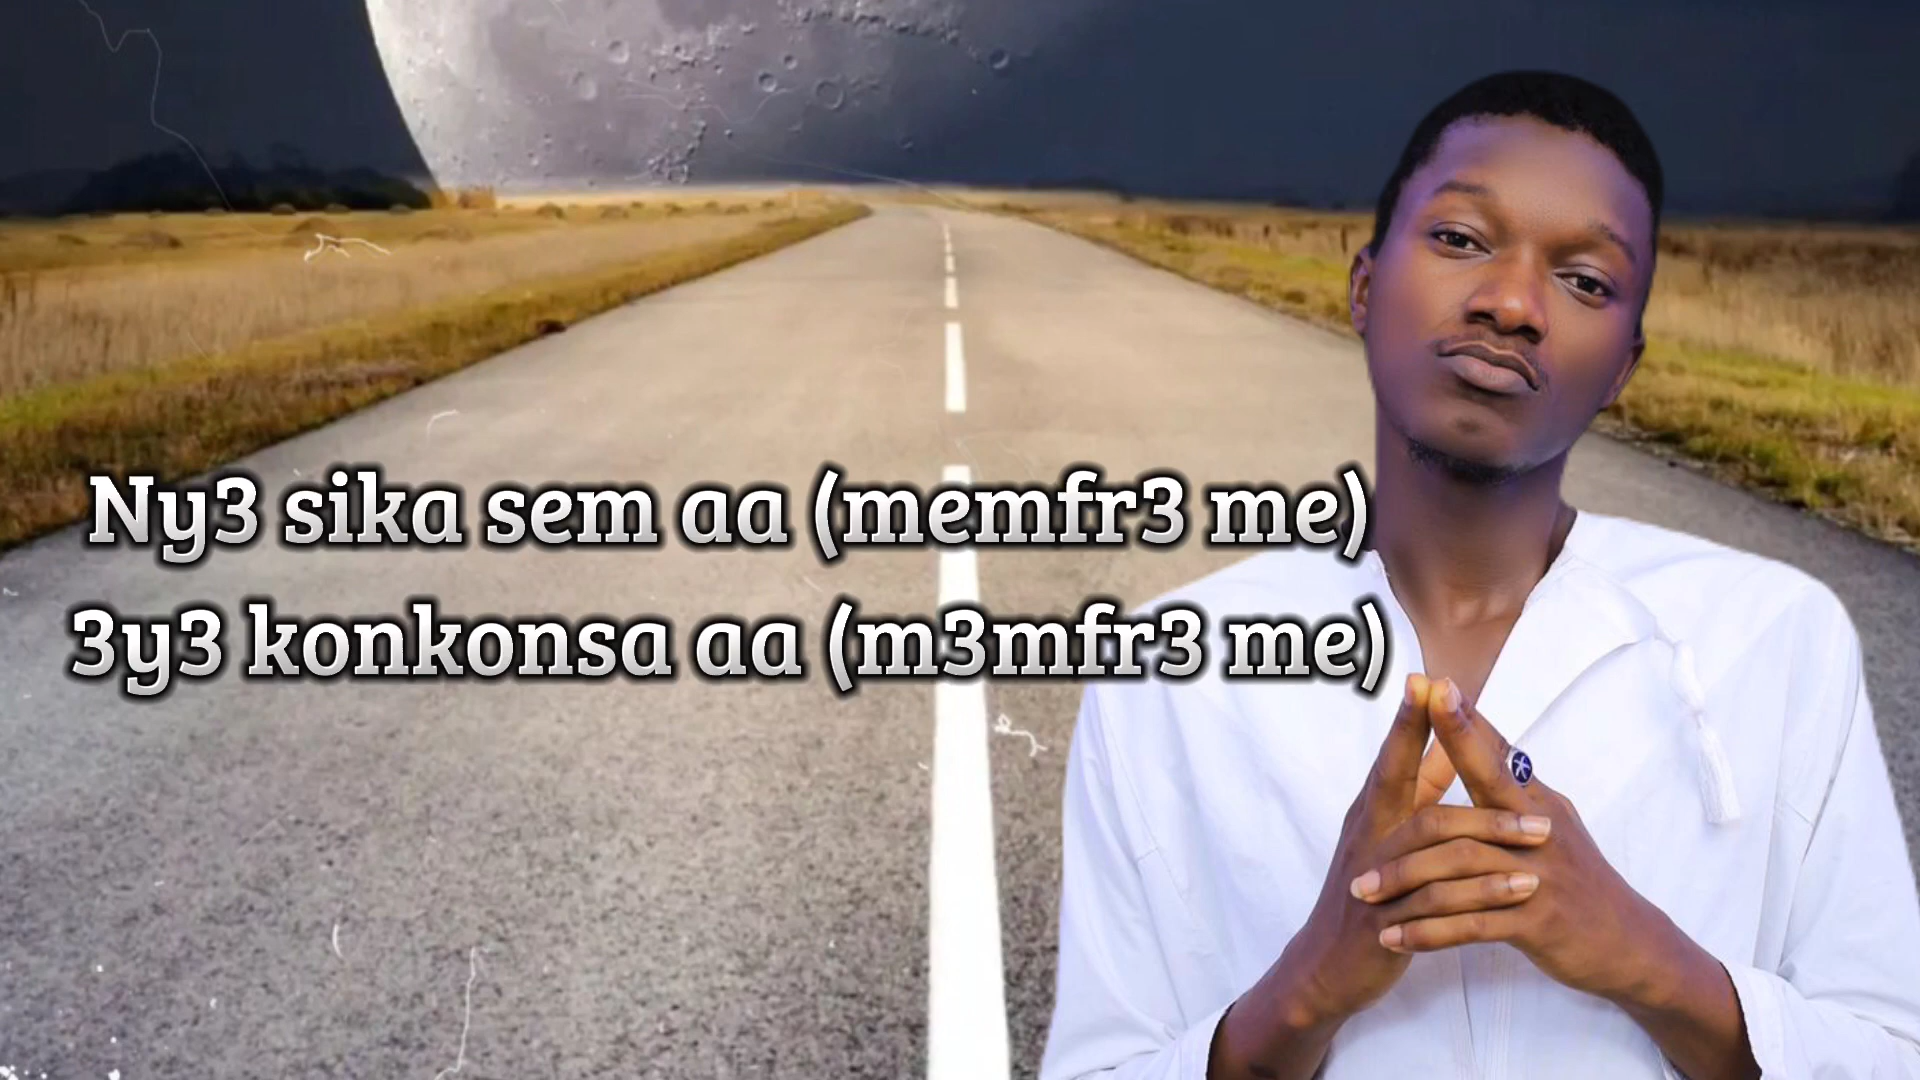 Ny3 sika sem aa (memfr3 me)
3y3 konkonsa aa (m3mfr3 me)